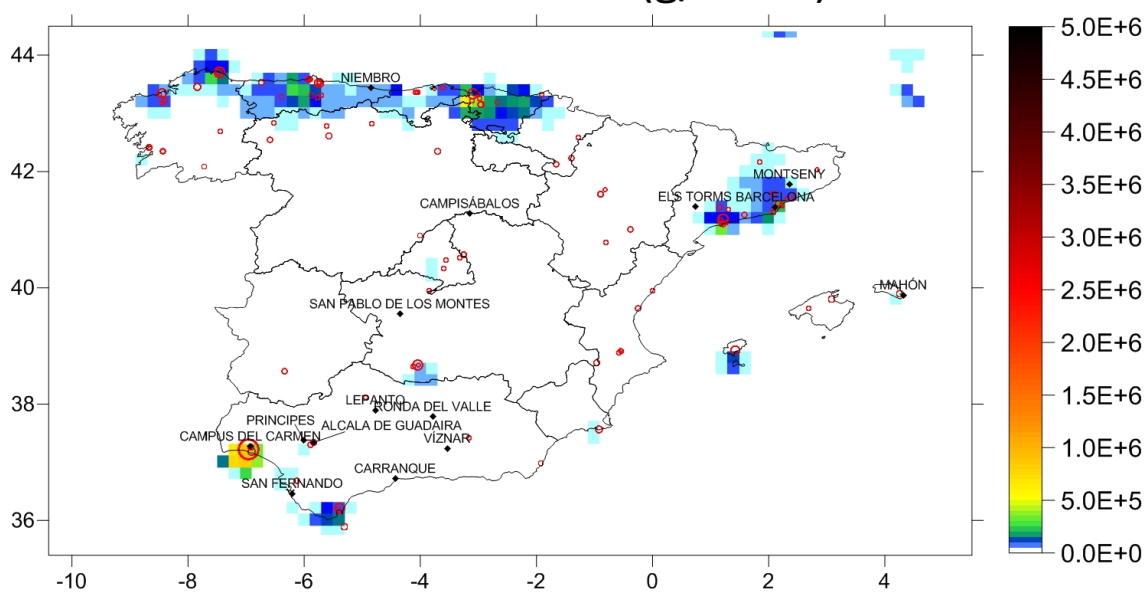 5.0E+6
44
NIEMBRO
4.5E+6
4.0E+6
42
MONTSENY
3.5E+6
ELS TORMS BARCELONA
CAMPISÁBALOS
3.0E+6
40
MAHÓN
SAN PABLO DE LOS MONTES
2.5E+6
2.0E+6
38
LEPANTO
RONDA DEL VALLE
1.5E+6
PRINCIPES
ALCALA DE GUADAIRA
CAMPUS DEL CARMEN
VÍZNAR
1.0E+6
CARRANQUE
SAN FERNANDO
5.0E+5
36
0.0E+0
-10 -8 -6 -4 -2 0 2 4